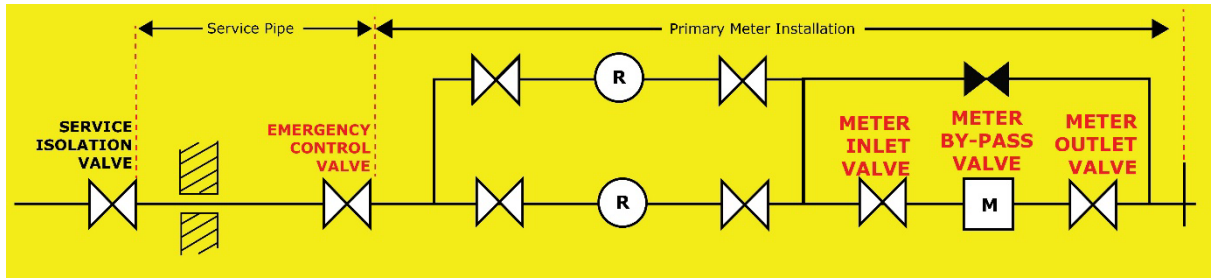 Service Pipe
Primary Meter Installation
R
SERVICE
ISOLATION
VALVE
EMERGENCY
CONTROL
VALVE
METER
INLET
VALVE
METER
BY-PASS
VALVE
METER
OUTLET
VALVE
R
M